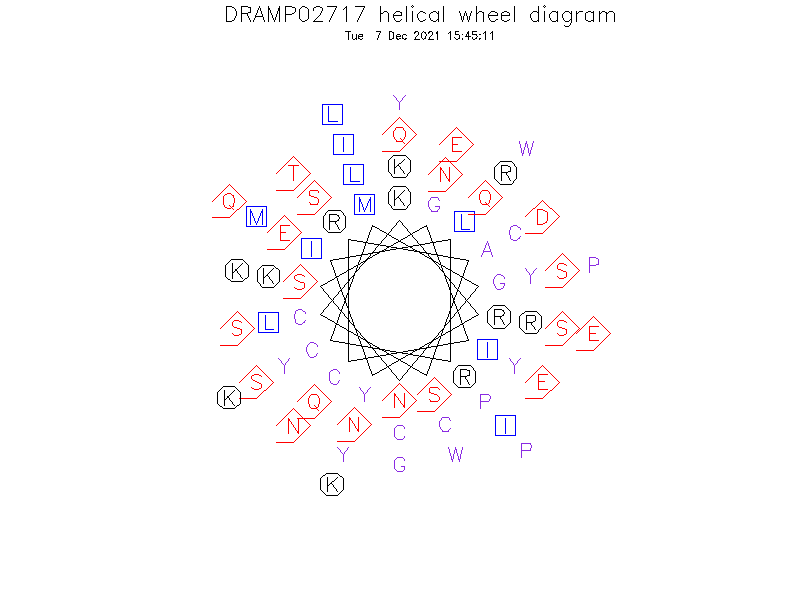 DRAMP02717 helical wheel diagram
Tue 7 Dec 2021 15:45:11
Y
L
Q
I E W
K
T L N R
Q S M K G Q
M R L D
E C
I A
K K S G Y S P
S L C R R S E
C I
Y Y
S C R E
K Q Y N S P
N N C C I
Y G W P
K